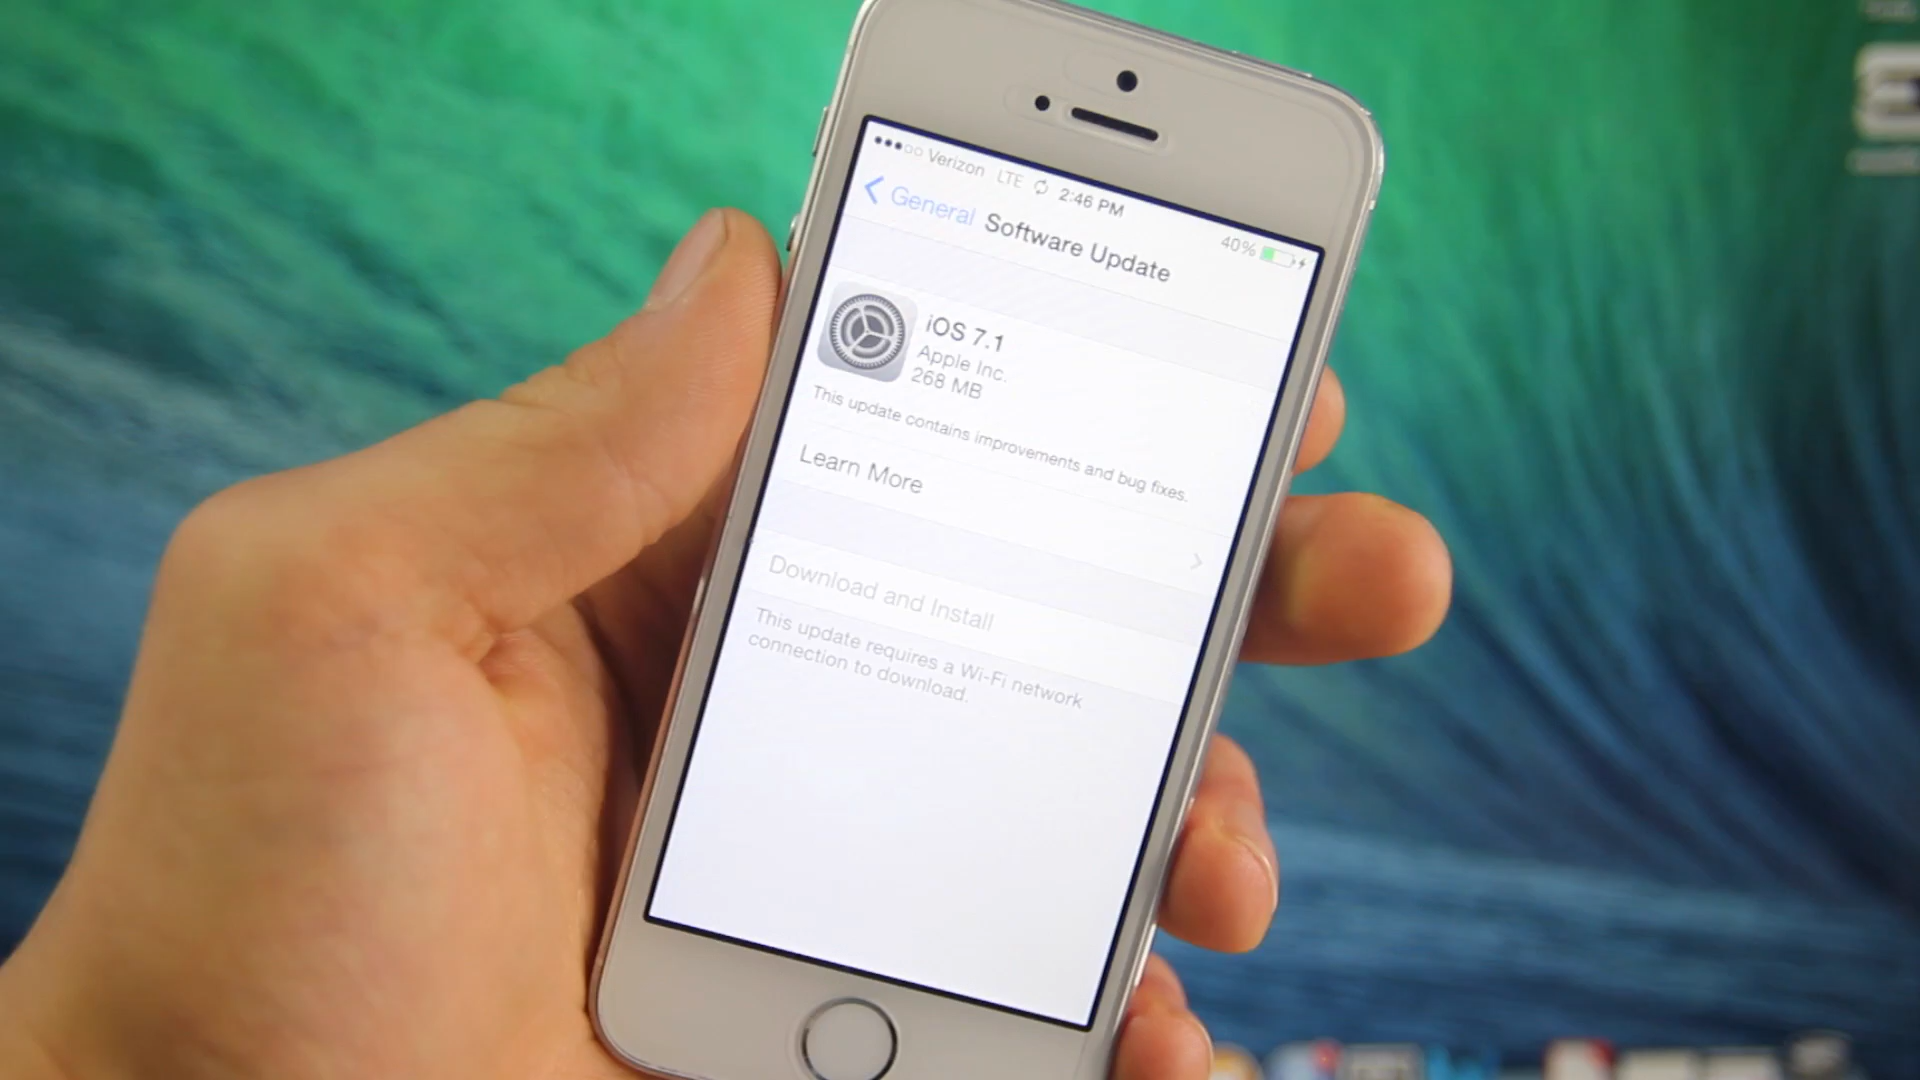 Verizon LTE 2:46 PM 40%
General Software Update
iOS 7.1
Apple Inc.
268 MB
This update contains improvements and bug fixes.
Learn More
Download and Install
This update requires a Wi-Fi network
connection to download.